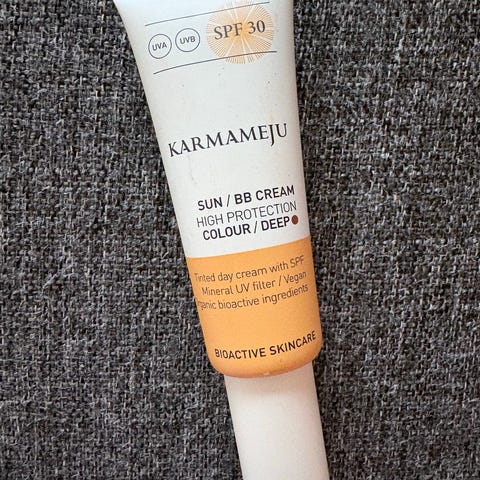 UVA UVB SPF 30
KARMAMEJU
SUN / BB CREAM
HIGH PROTECTION
COLOUR / DEEP
Tinted day cream with SPF
Mineral UV filter / Vegan
Organic bioactive ingredients
BIOACTIVE SKINCARE